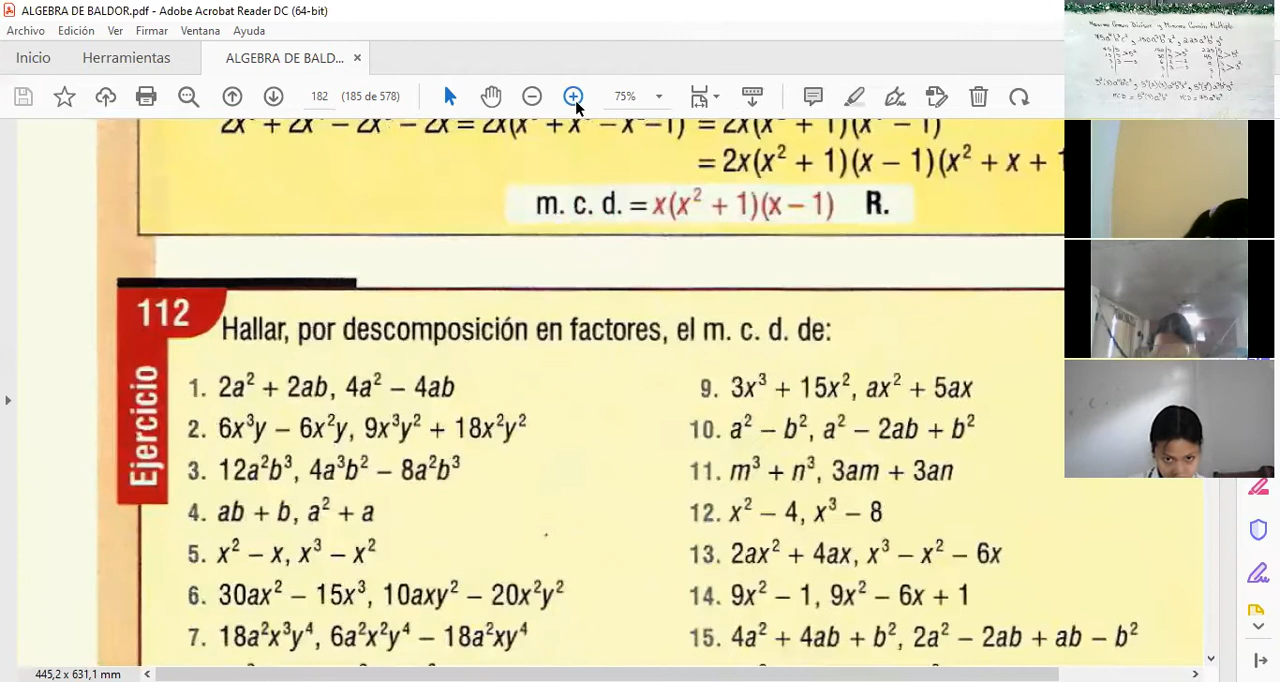 ALGEBRA DE BALDOR.pdf - Adobe Acrobat Reader DC (64-bit)
Archivo Edición Ver Firmar Ventana Ayuda
Inicio Herramientas ALGEBRA DE BALD... ×
182 (185 de 578) 75%
= 2x(x² + 1)(x − 1)(x² + x + 1
m. c. d. = x(x² + 1)(x − 1) R.
112
Ejercicio
Hallar, por descomposición en factores, el m. c. d. de:
1. 2a² + 2ab, 4a² − 4ab
2. 6x³y − 6x²y, 9x³y² + 18x²y²
3. 12a²b³, 4a³b² − 8a²b³
4. ab + b, a² + a
5. x² − x, x³ − x²
6. 30ax² − 15x³, 10axy² − 20x²y²
7. 18a²x³y⁴, 6a²x²y⁴ − 18a²xy⁴
9. 3x³ + 15x², ax² + 5ax
10. a² − b², a² − 2ab + b²
11. m³ + n³, 3am + 3an
12. x² − 4, x³ − 8
13. 2ax² + 4ax, x³ − x² − 6x
14. 9x² − 1, 9x² − 6x + 1
15. 4a² + 4ab + b², 2a² − 2ab + ab − b²
445,2 x 631,1 mm